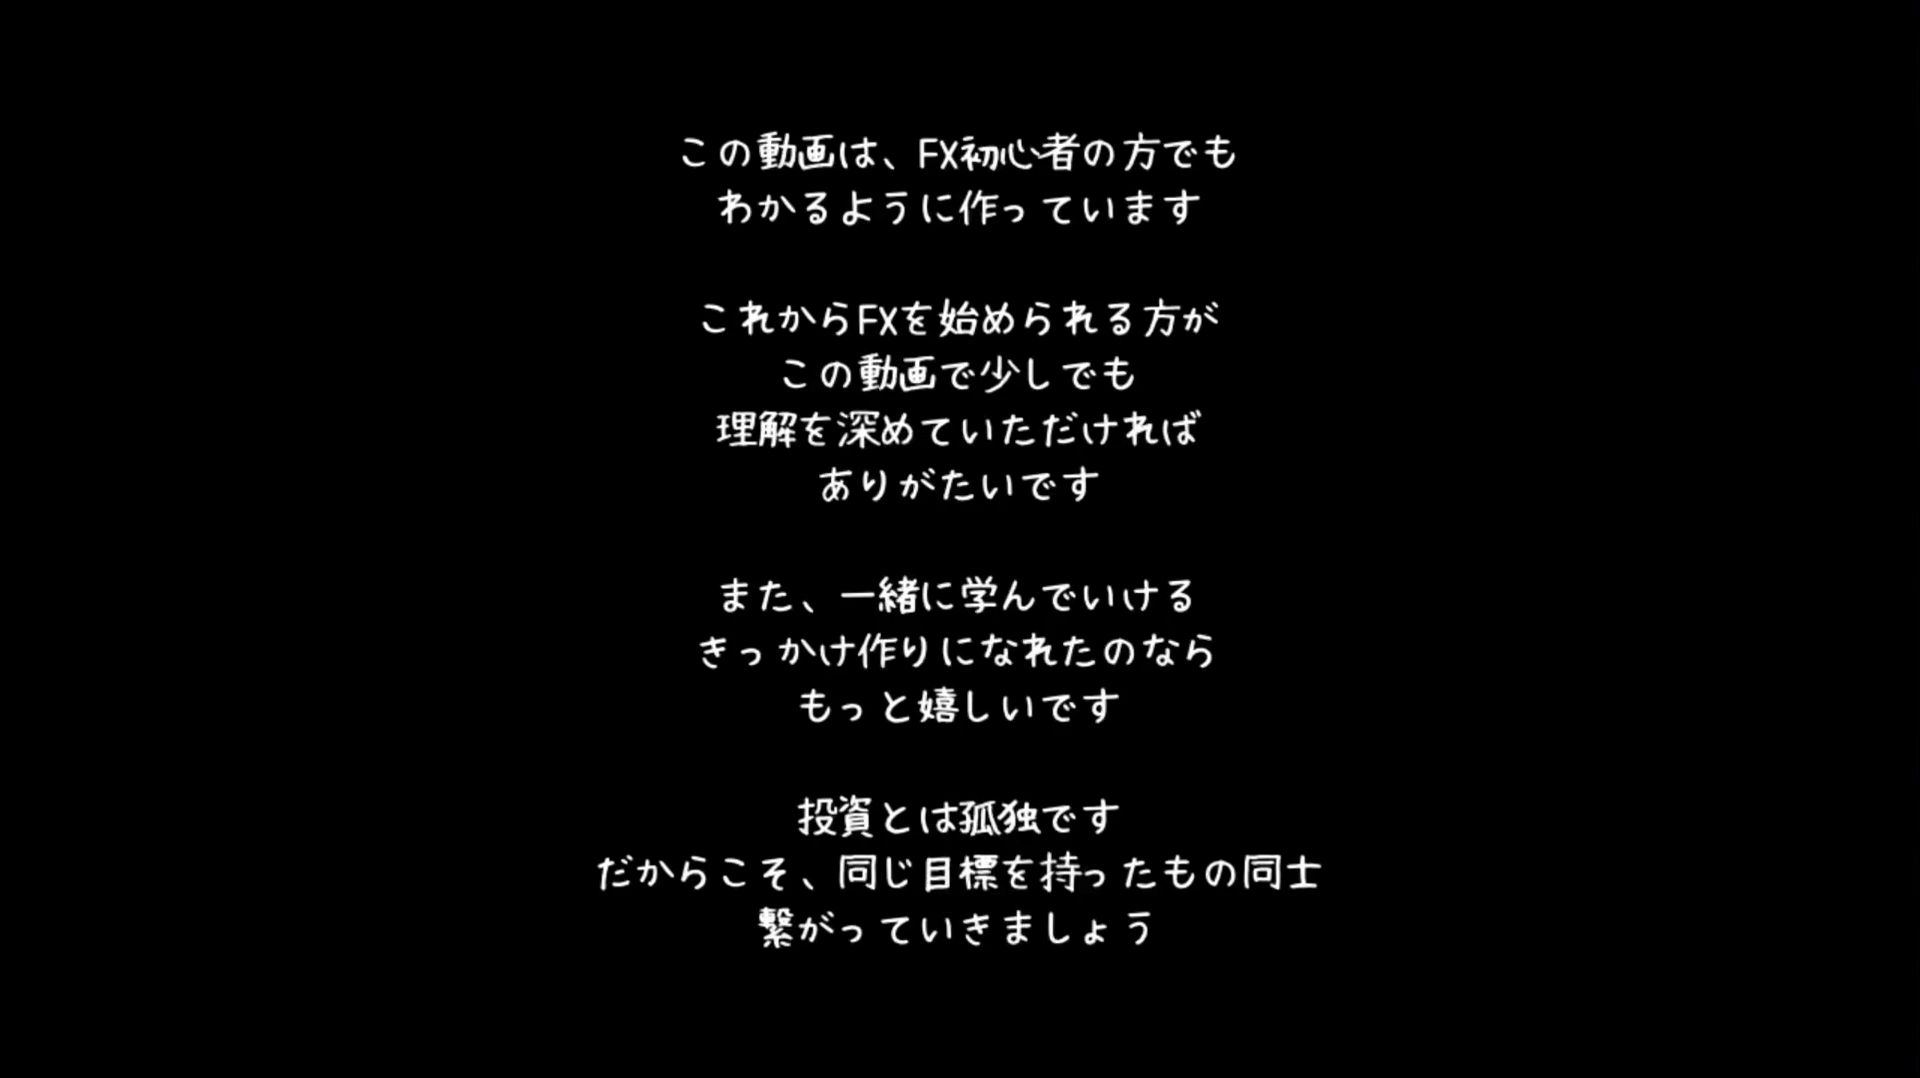 この動画は、FX初心者の方でも
わかるように作っています
これからFXを始められる方が
この動画で少しでも
理解を深めていただければ
ありがたいです
また、一緒に学んでいける
きっかけ作りになれたのなら
もっと嬉しいです
投資とは孤独です
だからこそ、同じ目標を持ったもの同士
繋がっていきましょう